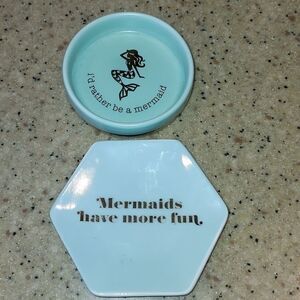 I'd rather be a mermaid
Mermaids
have more fun.